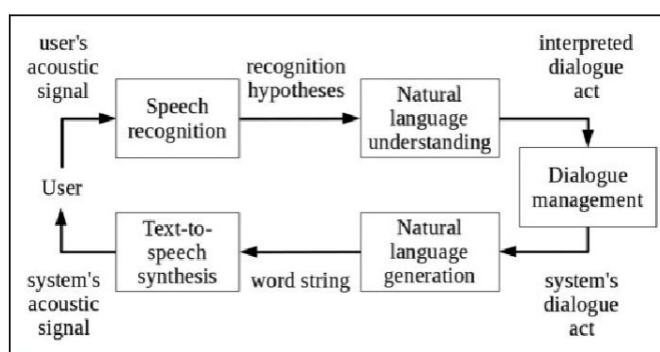 user's
acoustic
signal
Speech
recognition
recognition
hypotheses
Natural
language
understanding
interpreted
dialogue
act
Dialogue
management
system's
dialogue
act
Natural
language
generation
word string
Text-to-
speech
synthesis
system's
acoustic
signal
User